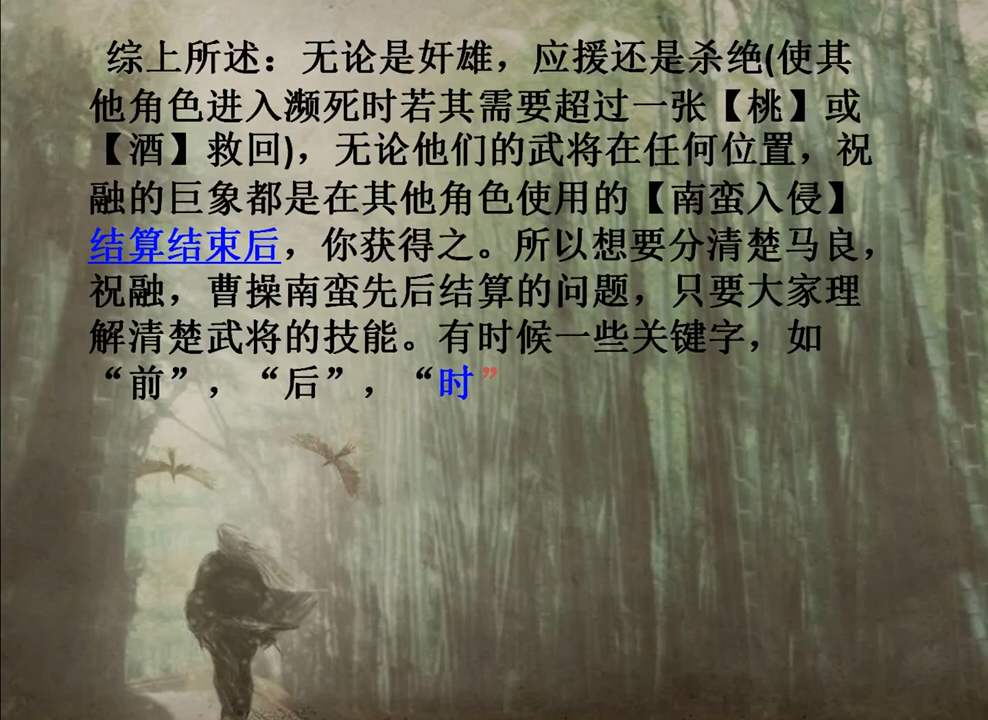 综上所述：无论是奸雄，应援还是杀绝(使其
他角色进入濒死时若其需要超过一张【桃】或
【酒】救回)，无论他们的武将在任何位置，祝
融的巨象都是在其他角色使用的【南蛮入侵】
结算结束后，你获得之。所以想要分清楚马良，
祝融，曹操南蛮先后结算的问题，只要大家理
解清楚武将的技能。有时候一些关键字，如
“前”，“后”，“时”